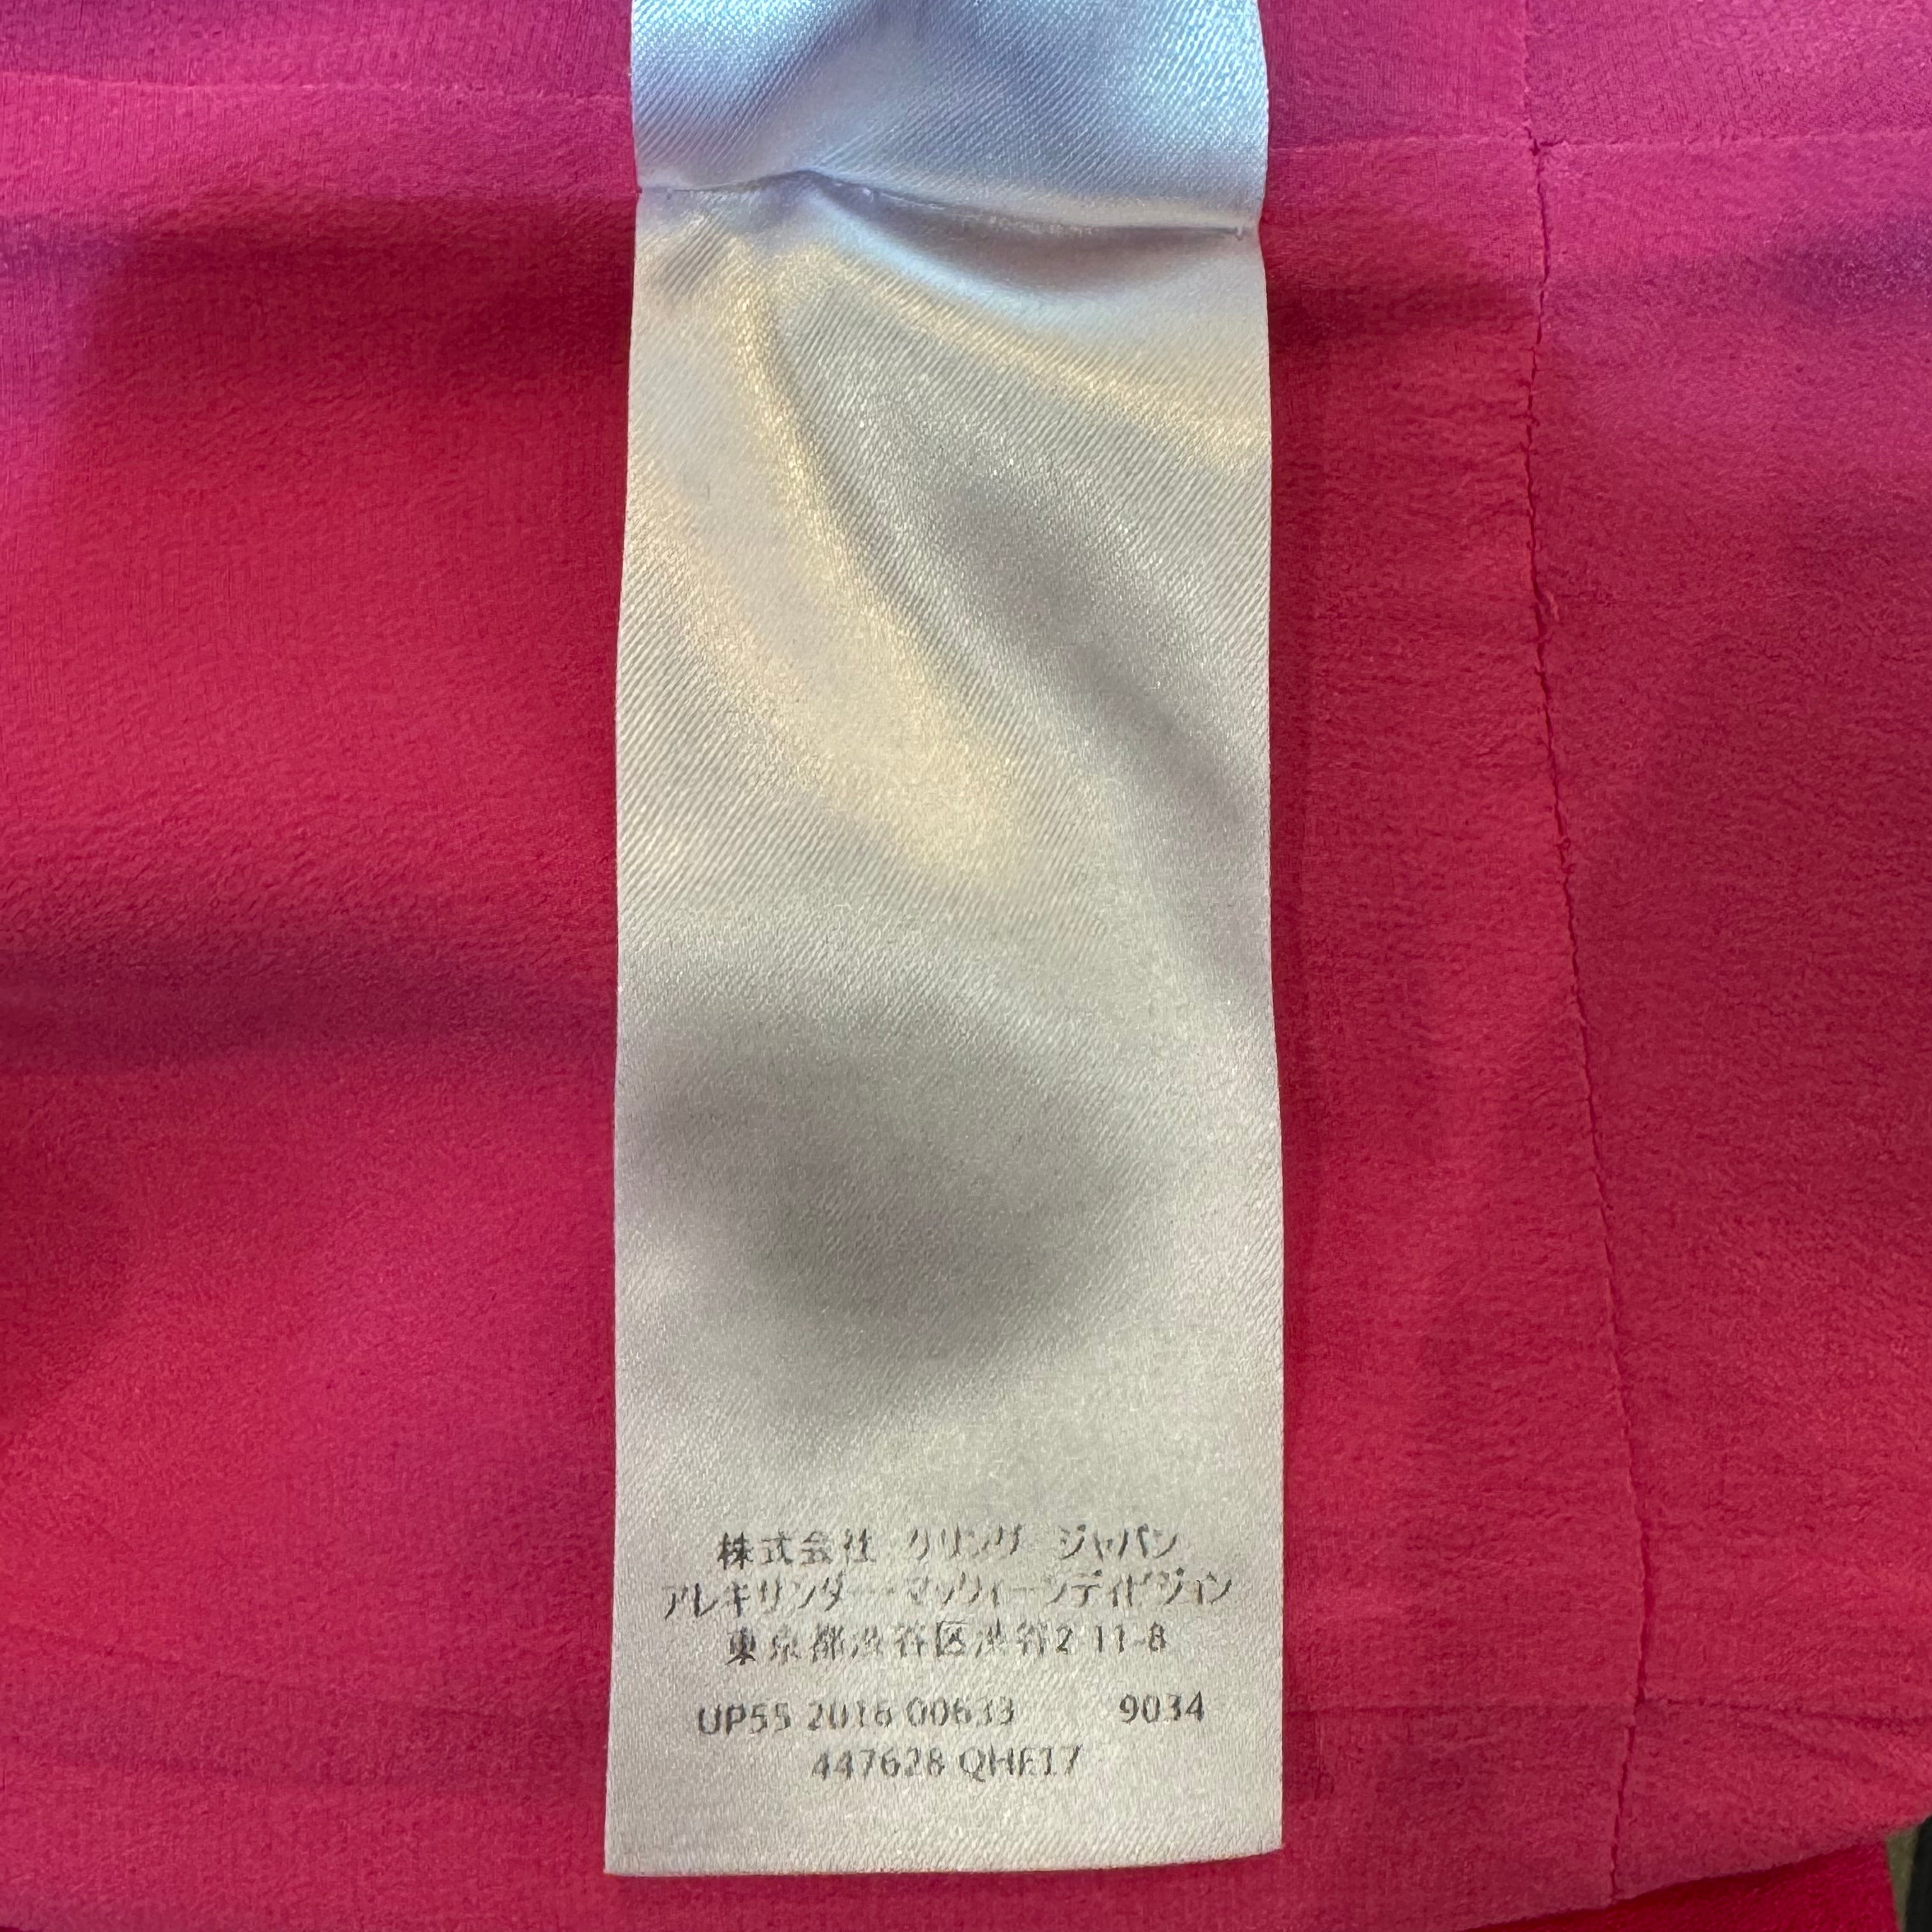 株式会社 ケリング ジャパン
アレキサンダー・マックィーンディビジョン
東京都渋谷区渋谷2-11-8
UP55 2016 00633 9034
447628 QHE17